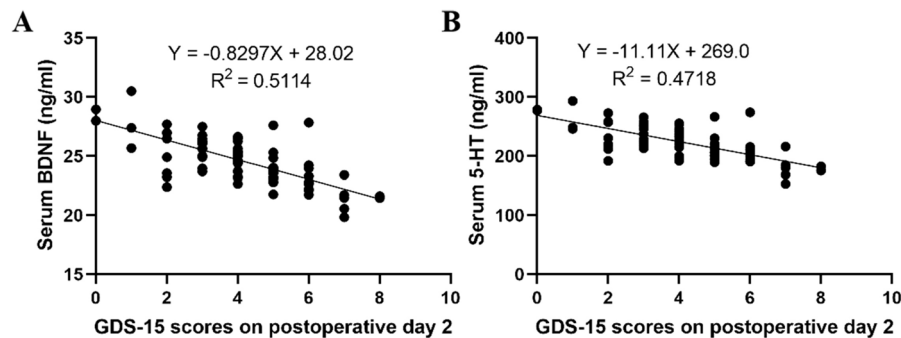 A
Y = -0.8297X + 28.02
R² = 0.5114
Serum BDNF (ng/ml)
35
30
25
20
15
0 2 4 6 8 10
GDS-15 scores on postoperative day 2
B
Y = -11.11X + 269.0
R² = 0.4718
Serum 5-HT (ng/ml)
400
300
200
100
0
0 2 4 6 8 10
GDS-15 scores on postoperative day 2